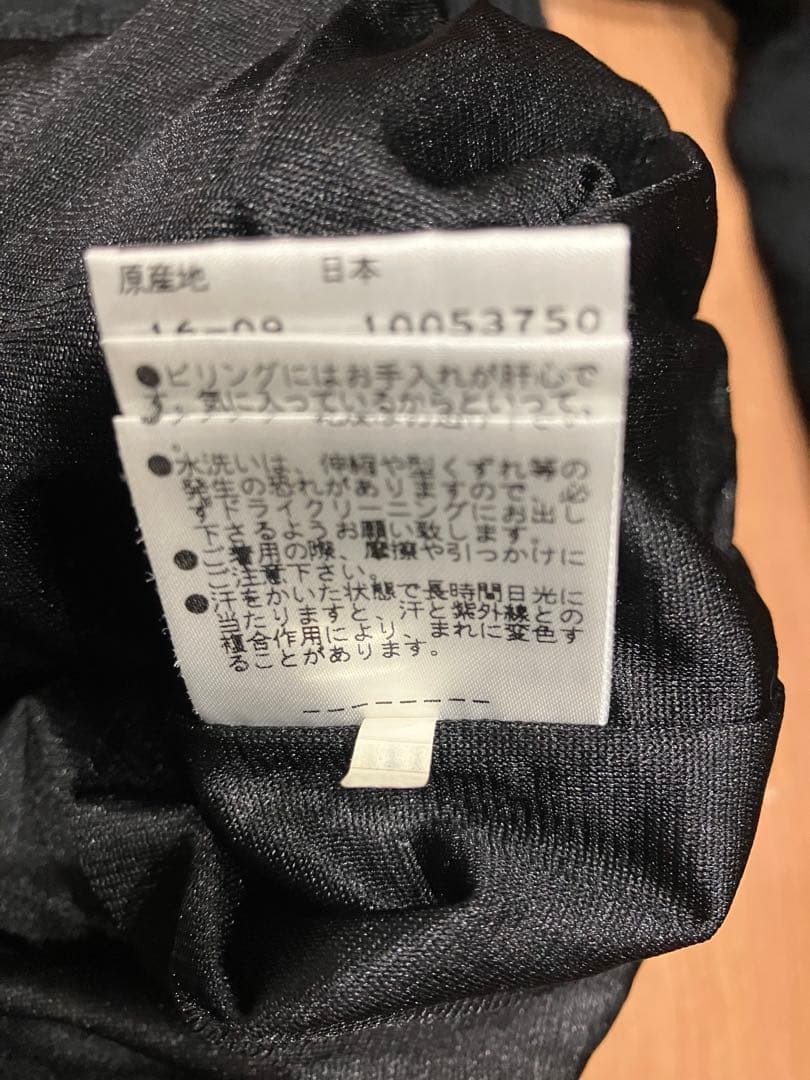 原産地 日本
16-09 10053750
●ピリングにはお手入れが肝心で
す。気に入っているからといって、
●水洗いは、伸縮や型くずれ等の
発生の恐れがありますので、必
ずドライクリーニングにお出し
下さるようお願い致します。
●ご着用の際、摩擦や引っかけに
ご注意下さい。
●汗をかいた状態で長時間日光に
当たりますと、汗と紫外線との
櫃合作用により、まれに変色す
ることがあります。